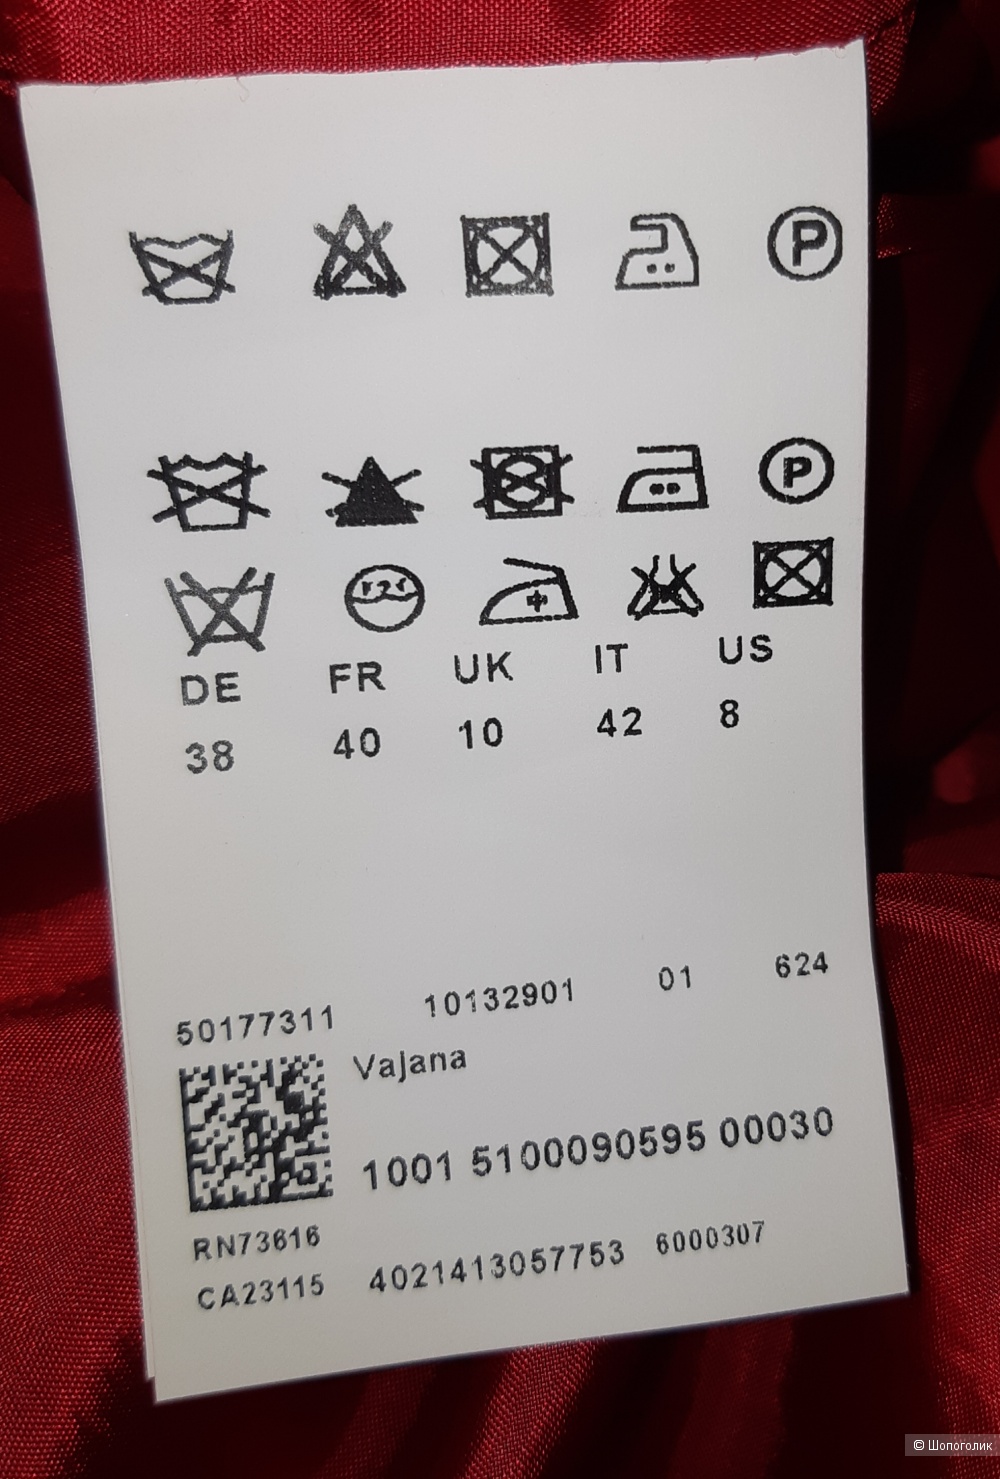 P
P
DE FR UK IT US
38 40 10 42 8
50177311 10132901 01 624
Vajana
1001 5100090595 00030
RN73616
CA23115 4021413057753 6000307
© Шопоголик